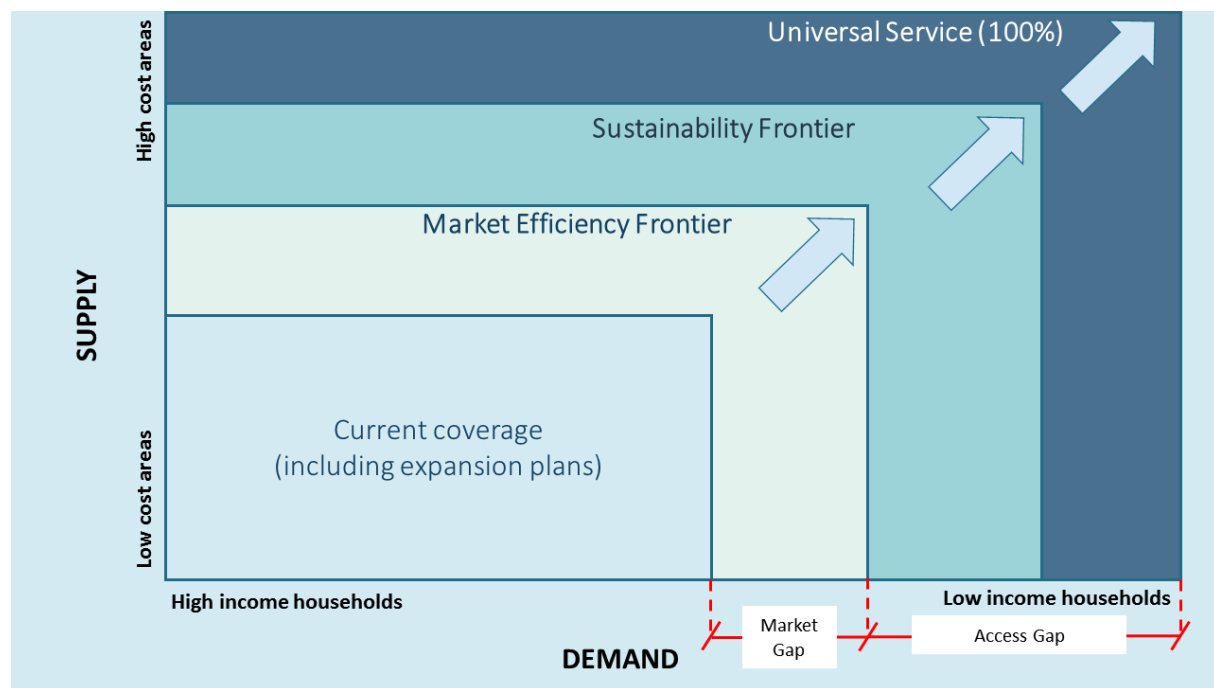 Universal Service (100%)
High cost areas
Sustainability Frontier
Market Efficiency Frontier
SUPPLY
Current coverage
(including expansion plans)
Low cost areas
High income households
Low income households
Market
Gap
Access Gap
DEMAND